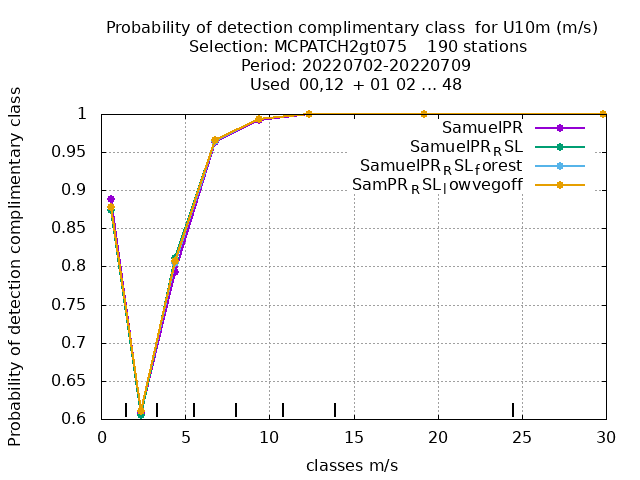 Probability of detection complimentary class  for U10m (m/s)
Selection: MCPATCH2gt075    190 stations
Period: 20220702-20220709
Used  00,12  + 01 02 ... 48
Probability of detection complimentary class
1
0.95
0.9
0.85
0.8
0.75
0.7
0.65
0.6
SamuelPR
SamuelPR_RSL
SamuelPR_RSL_forest
SamPR_RSL_lowvegoff
0 5 10 15 20 25 30
classes m/s